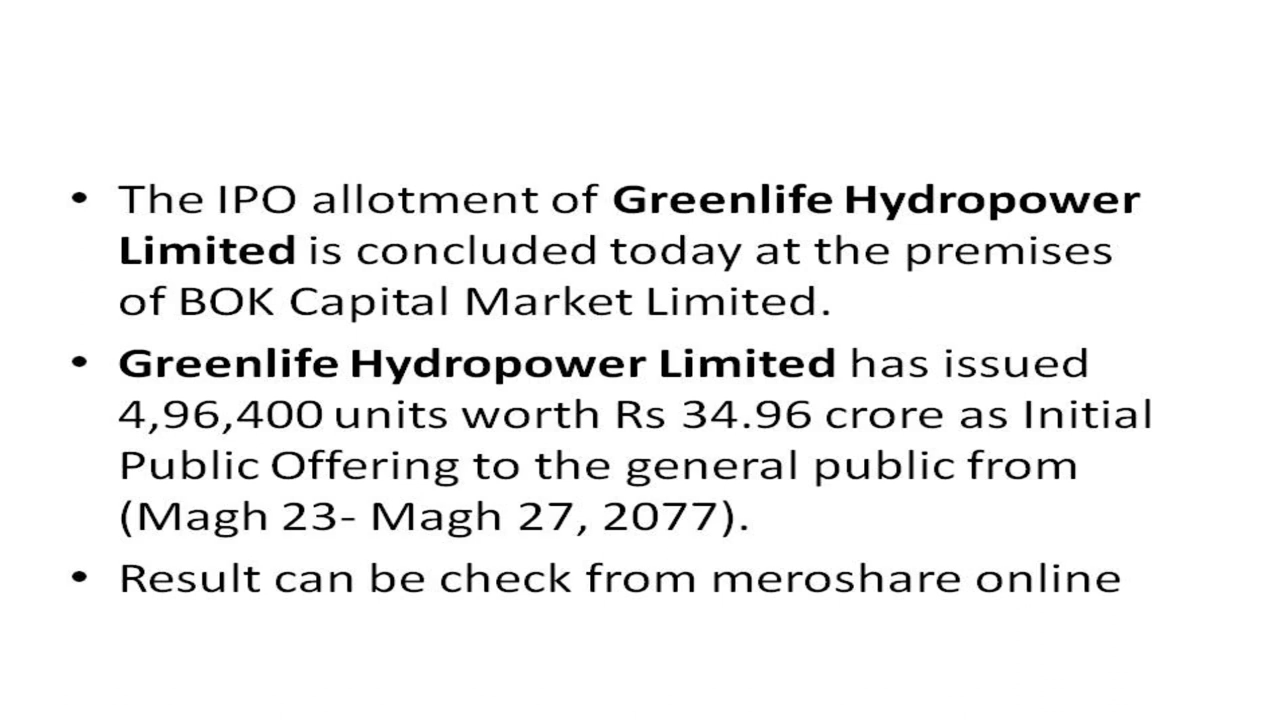 • The IPO allotment of Greenlife Hydropower
Limited is concluded today at the premises
of BOK Capital Market Limited.
• Greenlife Hydropower Limited has issued
4,96,400 units worth Rs 34.96 crore as Initial
Public Offering to the general public from
(Magh 23- Magh 27, 2077).
• Result can be check from meroshare online